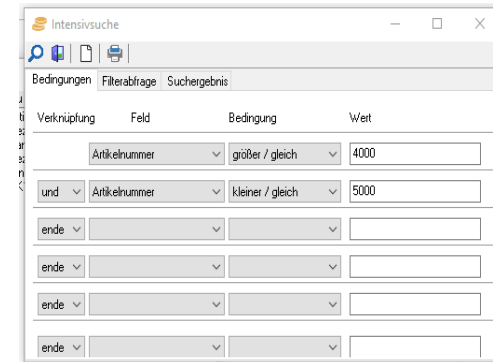 Intensivsuche
Bedingungen Filterabfrage Suchergebnis
Verknüpfung Feld Bedingung Wert
Artikelnummer größer / gleich 4000
und Artikelnummer kleiner / gleich 5000
ende
ende
ende
ende